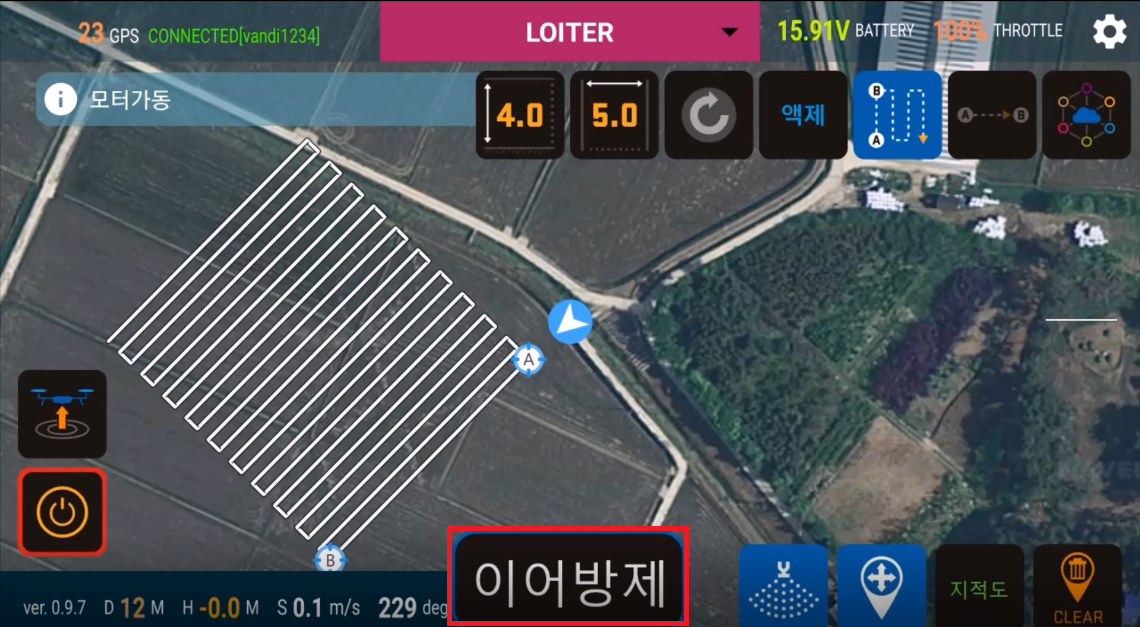 23 GPS CONNECTED[vandi1234]
LOITER
15.91V BATTERY 100% THROTTLE
모터가동
4.0
5.0
액제
B
A
A B
A
B
이어방제
지적도
CLEAR
ver. 0.9.7 D 12 M H -0.0 M S 0.1 m/s 229 deg